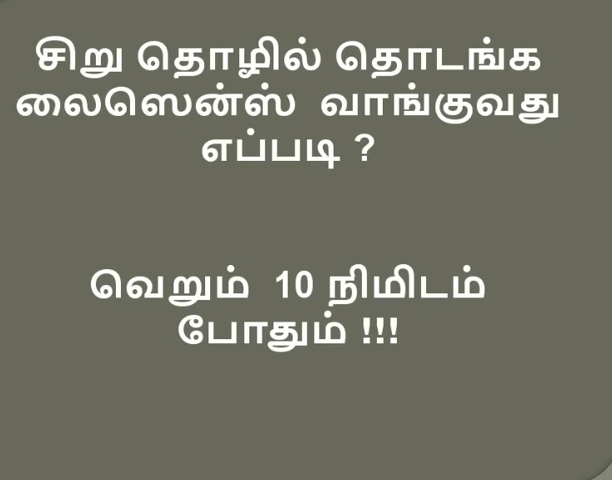 சிறு தொழில் தொடங்க
லைஸென்ஸ் வாங்குவது
எப்படி ?
வெறும் 10 நிமிடம்
போதும் !!!